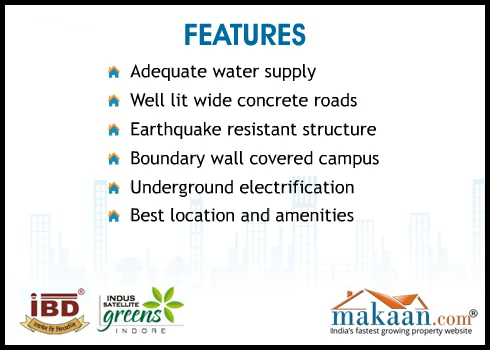 FEATURES
Adequate water supply
Well lit wide concrete roads
Earthquake resistant structure
Boundary wall covered campus
Underground electrification
Best location and amenities
IBD®
INDUS
SATELLITE
greens
INDORE
makaan.com®
India's fastest growing property website